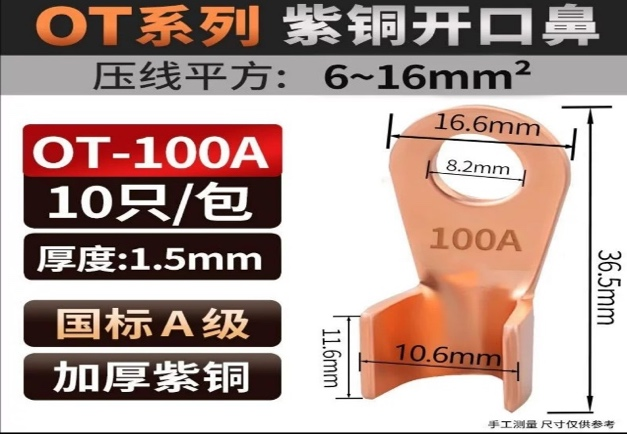 OT系列 紫铜开口鼻
压线平方: 6~16mm²
OT-100A
10只/包
厚度:1.5mm
国标A级
加厚紫铜
16.6mm
8.2mm
100A
36.5mm
11.6mm
10.6mm
手工测量 尺寸仅供参考